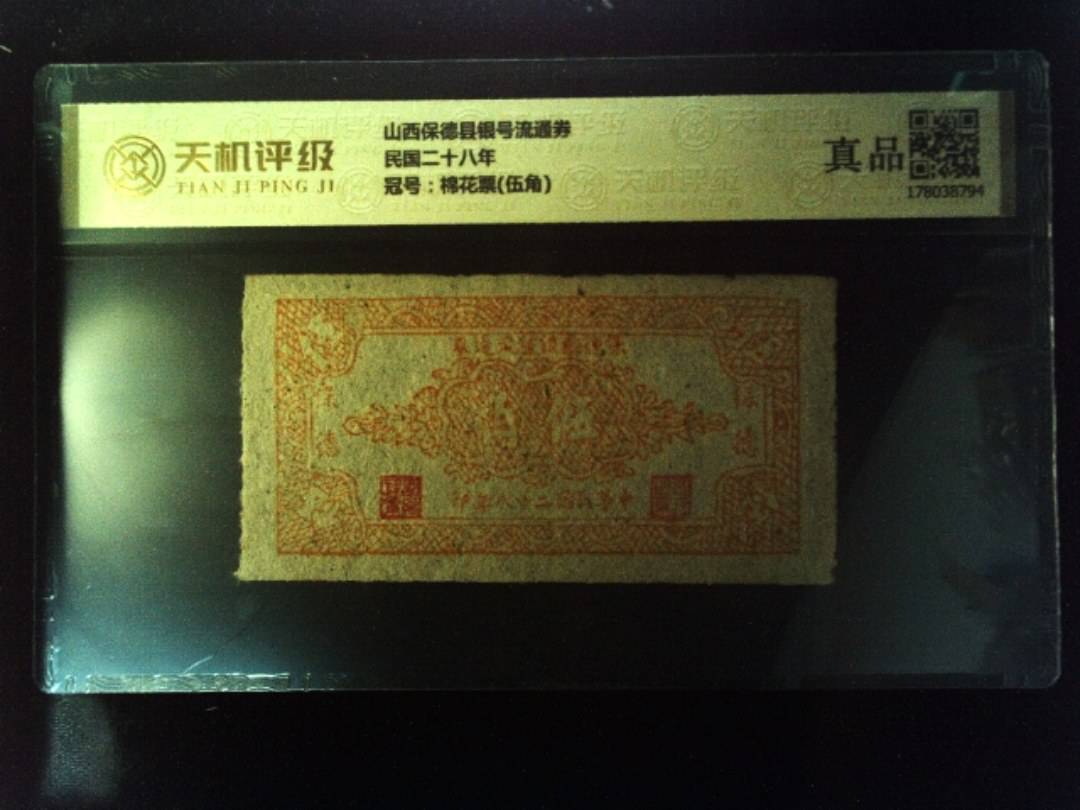 天机评级
TIAN JI PING JI
山西保德县银号流通券
民国二十八年
冠号：棉花票(伍角)
真品
178038794
伍角
中华民国二十八年印